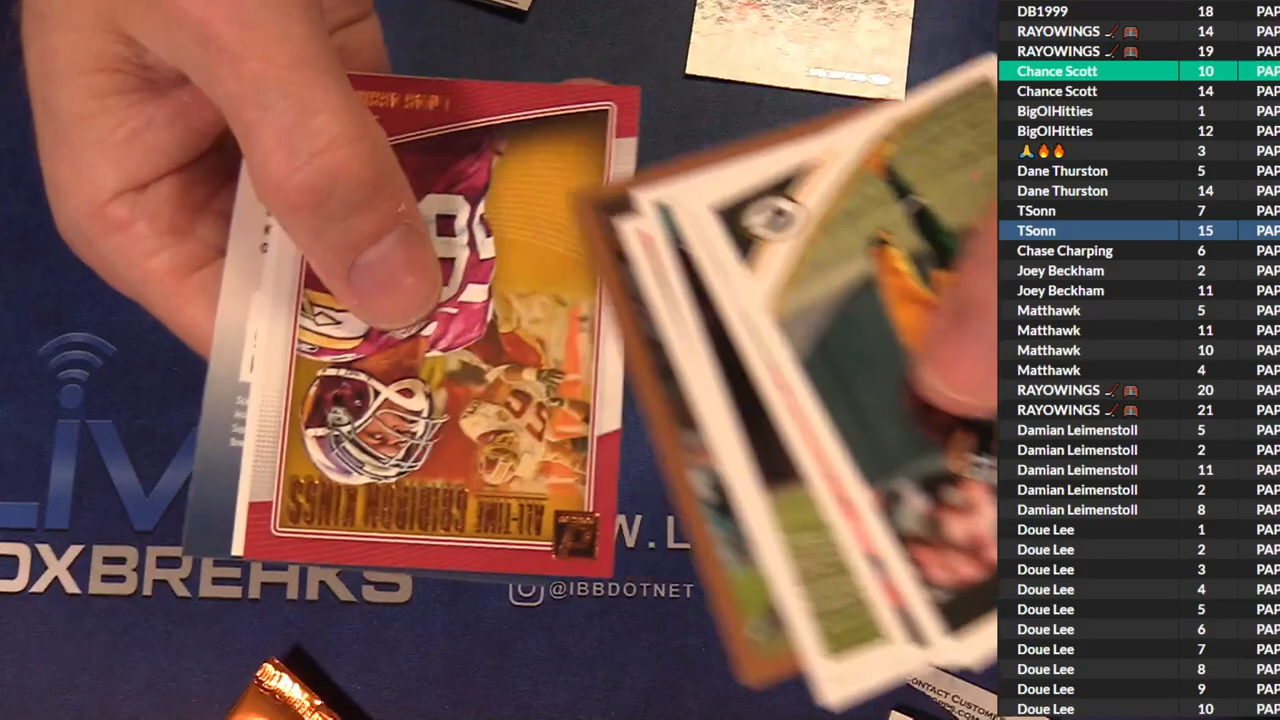 DB1999 18 PAP
RAYOWINGS 14 PAP
RAYOWINGS 19 PAP
Chance Scott 10 PAP
Chance Scott 14 PAP
BigOlHitties 1 PAP
BigOlHitties 12 PAP
🙏🔥🔥 3 PAP
Dane Thurston 5 PAP
Dane Thurston 14 PAP
TSonn 7 PAP
TSonn 15 PAP
Chase Charping 6 PAP
Joey Beckham 2 PAP
Joey Beckham 11 PAP
Matthawk 5 PAP
Matthawk 11 PAP
Matthawk 10 PAP
Matthawk 4 PAP
RAYOWINGS 20 PAP
RAYOWINGS 21 PAP
Damian Leimenstoll 5 PAP
Damian Leimenstoll 2 PAP
Damian Leimenstoll 11 PAP
Damian Leimenstoll 2 PAP
Damian Leimenstoll 8 PAP
Doue Lee 1 PAP
Doue Lee 2 PAP
Doue Lee 3 PAP
Doue Lee 4 PAP
Doue Lee 5 PAP
Doue Lee 6 PAP
Doue Lee 7 PAP
Doue Lee 8 PAP
Doue Lee 9 PAP
Doue Lee 10 PAP
ALL-TIME GRIDIRON KINGS
LIV
W.L
OXBREAKS
@IBBDOTNET
CONTACT CUSTOME